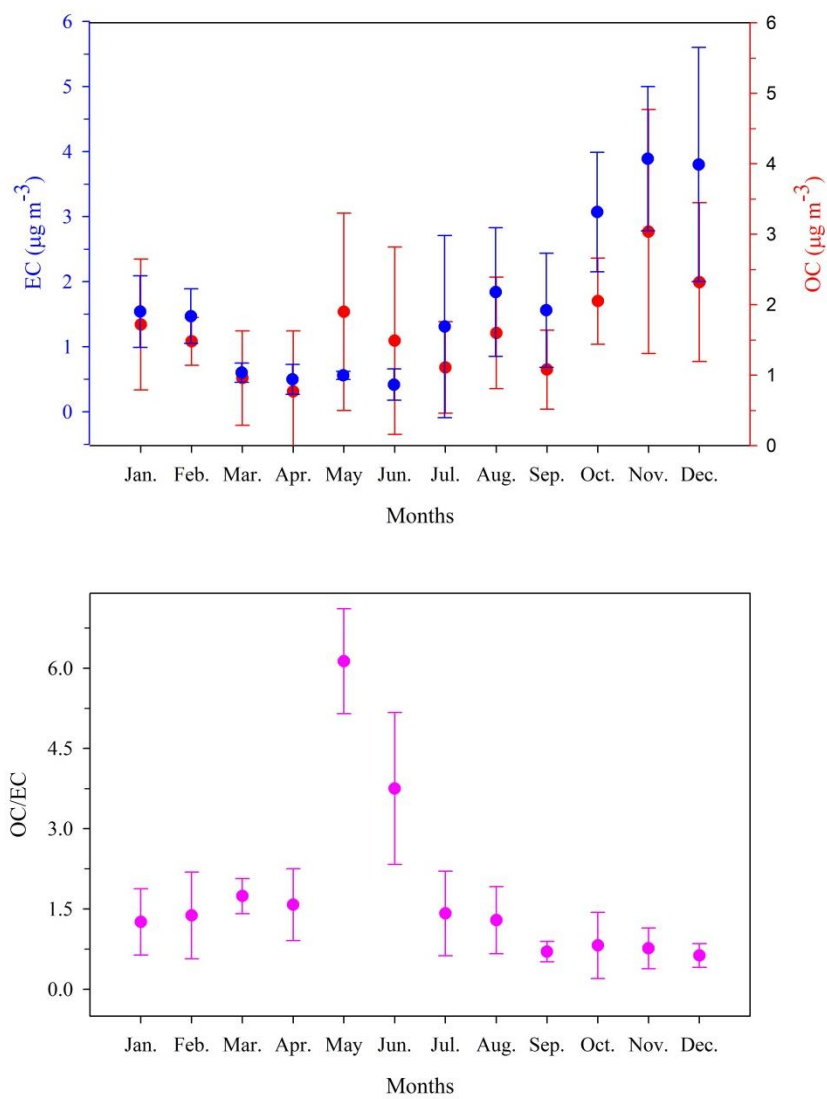 6
5
4
3
2
1
0
EC (μg m⁻³)
6
5
4
3
2
1
0
OC (μg m⁻³)
Jan. Feb. Mar. Apr. May Jun. Jul. Aug. Sep. Oct. Nov. Dec.
Months
6.0
4.5
3.0
1.5
0.0
OC/EC
Jan. Feb. Mar. Apr. May Jun. Jul. Aug. Sep. Oct. Nov. Dec.
Months